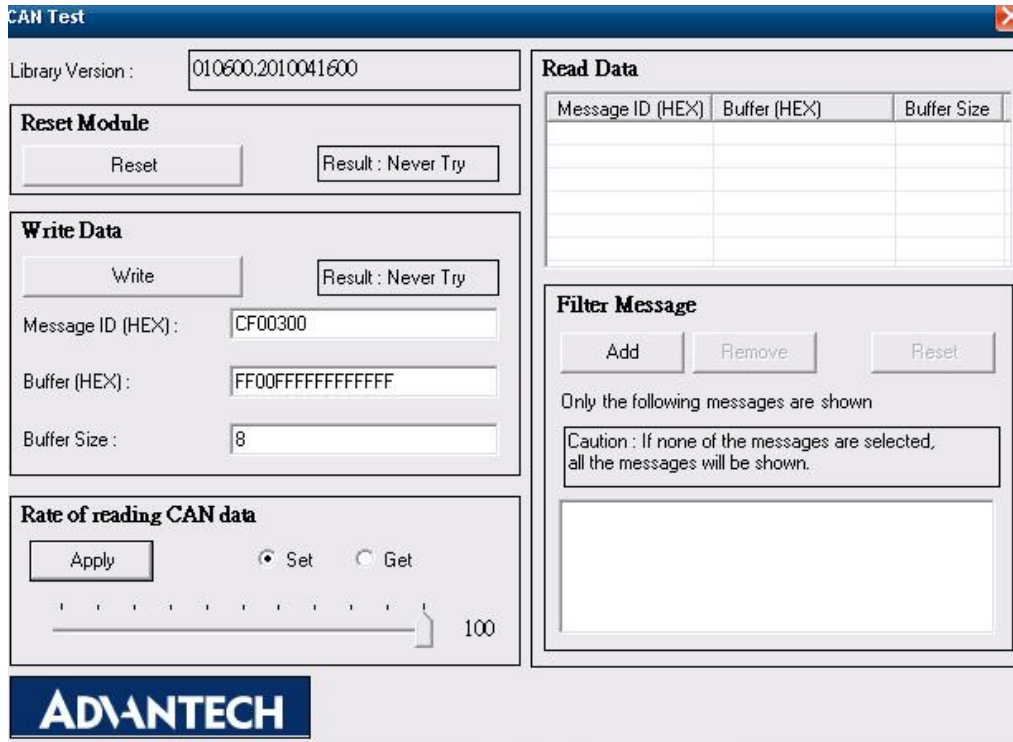 CAN Test
Library Version :
010600.2010041600
Reset Module
Reset
Result : Never Try
Write Data
Write
Result : Never Try
Message ID (HEX) :
CF00300
Buffer (HEX) :
FF00FFFFFFFFFFFF
Buffer Size :
8
Rate of reading CAN data
Apply
Set
Get
100
ADVANTECH
Read Data
Message ID (HEX)
Buffer (HEX)
Buffer Size
Filter Message
Add
Remove
Reset
Only the following messages are shown
Caution : If none of the messages are selected,
all the messages will be shown.